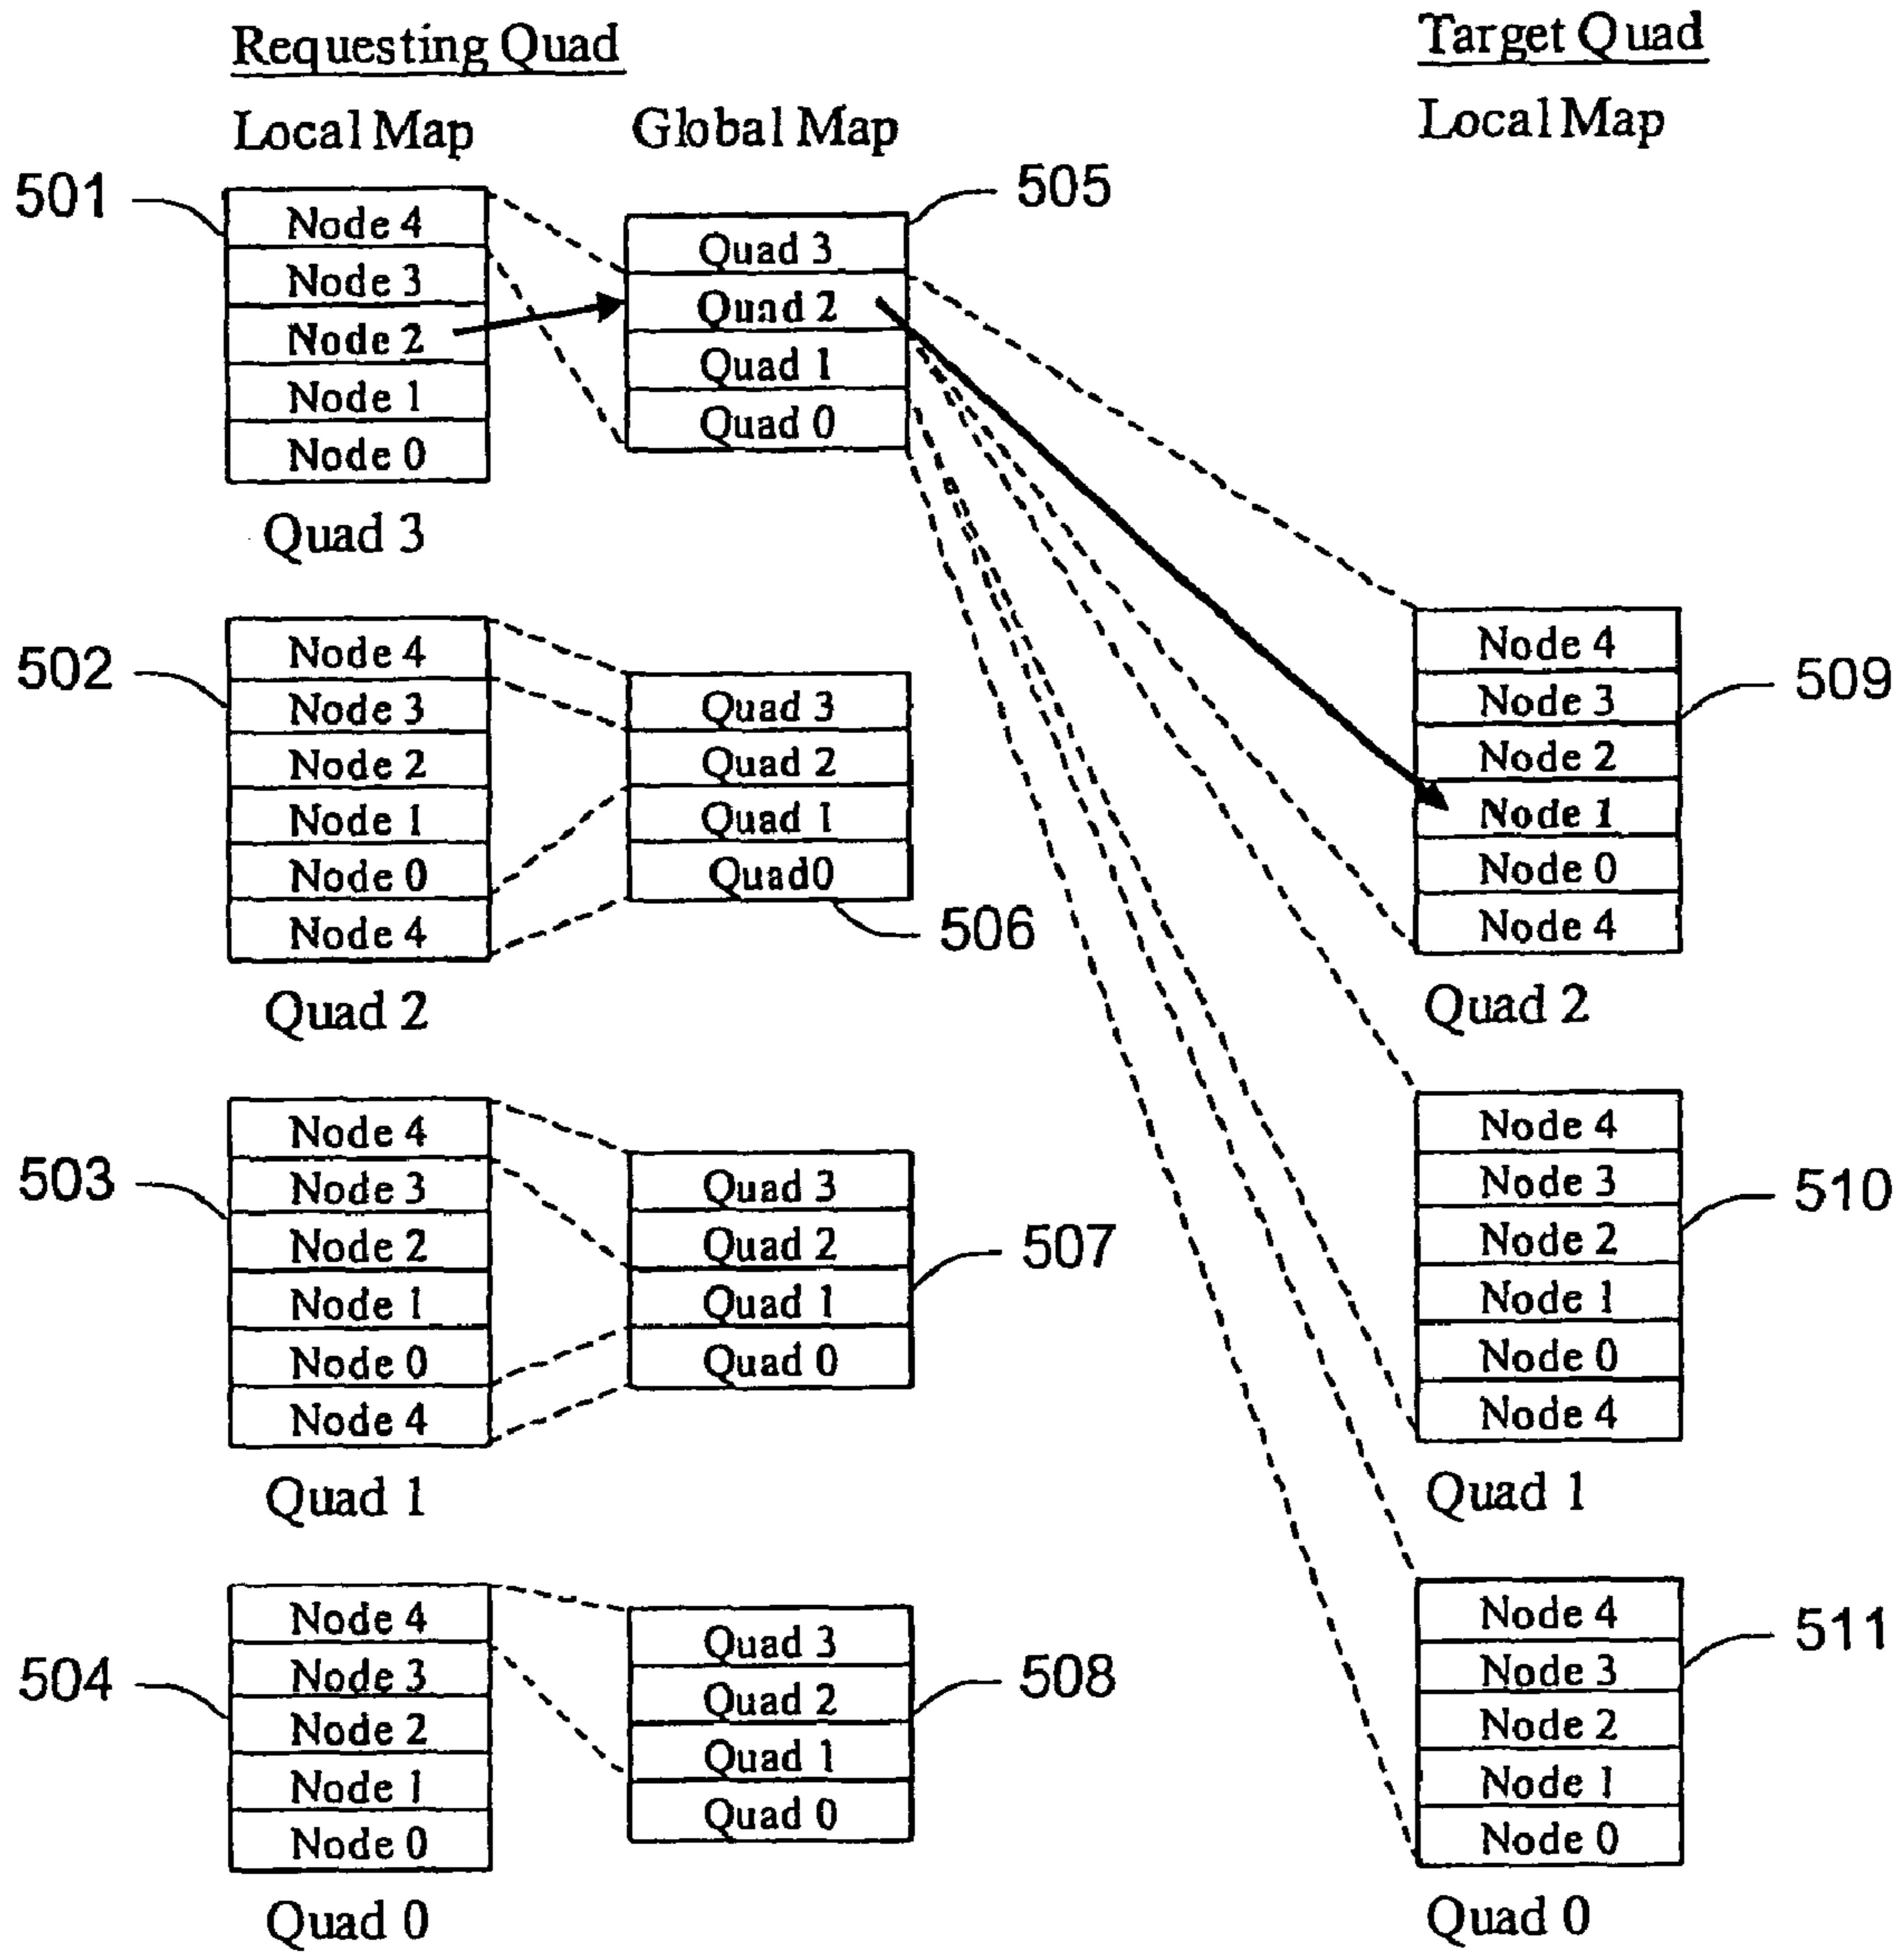 Requesting Quad
Target Quad
Local Map
Global Map
Local Map
501
Node 4
Node 3
Node 2
Node 1
Node 0
Quad 3
505
Quad 3
Quad 2
Quad 1
Quad 0
502
Node 4
Node 3
Node 2
Node 1
Node 0
Node 4
Quad 2
Quad 3
Quad 2
Quad 1
Quad0
506
Node 4
Node 3
Node 2
Node 1
Node 0
Node 4
509
Quad 2
503
Node 4
Node 3
Node 2
Node 1
Node 0
Node 4
Quad 1
Quad 3
Quad 2
Quad 1
Quad 0
507
Node 4
Node 3
Node 2
Node 1
Node 0
Node 4
510
Quad 1
504
Node 4
Node 3
Node 2
Node 1
Node 0
Quad 0
Quad 3
Quad 2
Quad 1
Quad 0
508
Node 4
Node 3
Node 2
Node 1
Node 0
511
Quad 0